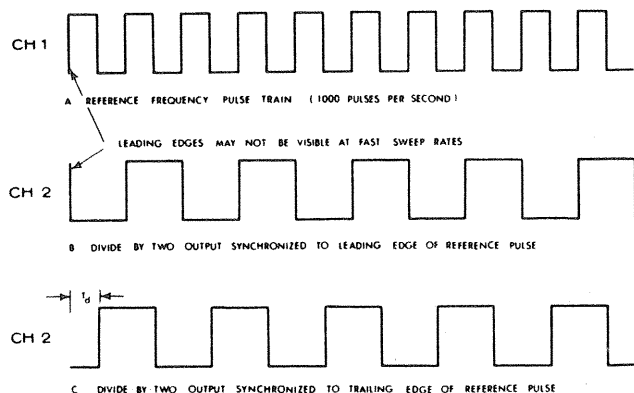 CH 1
A REFERENCE FREQUENCY PULSE TRAIN (1000 PULSES PER SECOND)
LEADING EDGES MAY NOT BE VISIBLE AT FAST SWEEP RATES
CH 2
B DIVIDE BY TWO OUTPUT SYNCHRONIZED TO LEADING EDGE OF REFERENCE PULSE
Td
CH 2
C DIVIDE BY TWO OUTPUT SYNCHRONIZED TO TRAILING EDGE OF REFERENCE PULSE